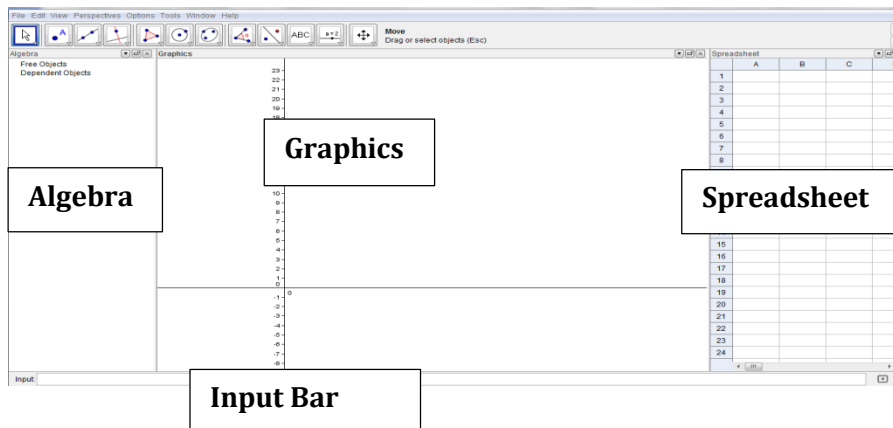 File Edit View Perspectives Options Tools Window Help
A
ABC
a=2
Move
Drag or select objects (Esc)
Algebra
Free Objects
Dependent Objects
Graphics
23
22
21
20
19
18
10
9
8
7
6
5
4
3
2
1
0
0
-1
-2
-3
-4
-5
-6
-7
-8
Spreadsheet
A B C
1
2
3
4
5
6
7
8
15
16
17
18
19
20
21
22
23
24
Algebra
Graphics
Spreadsheet
Input:
Input Bar